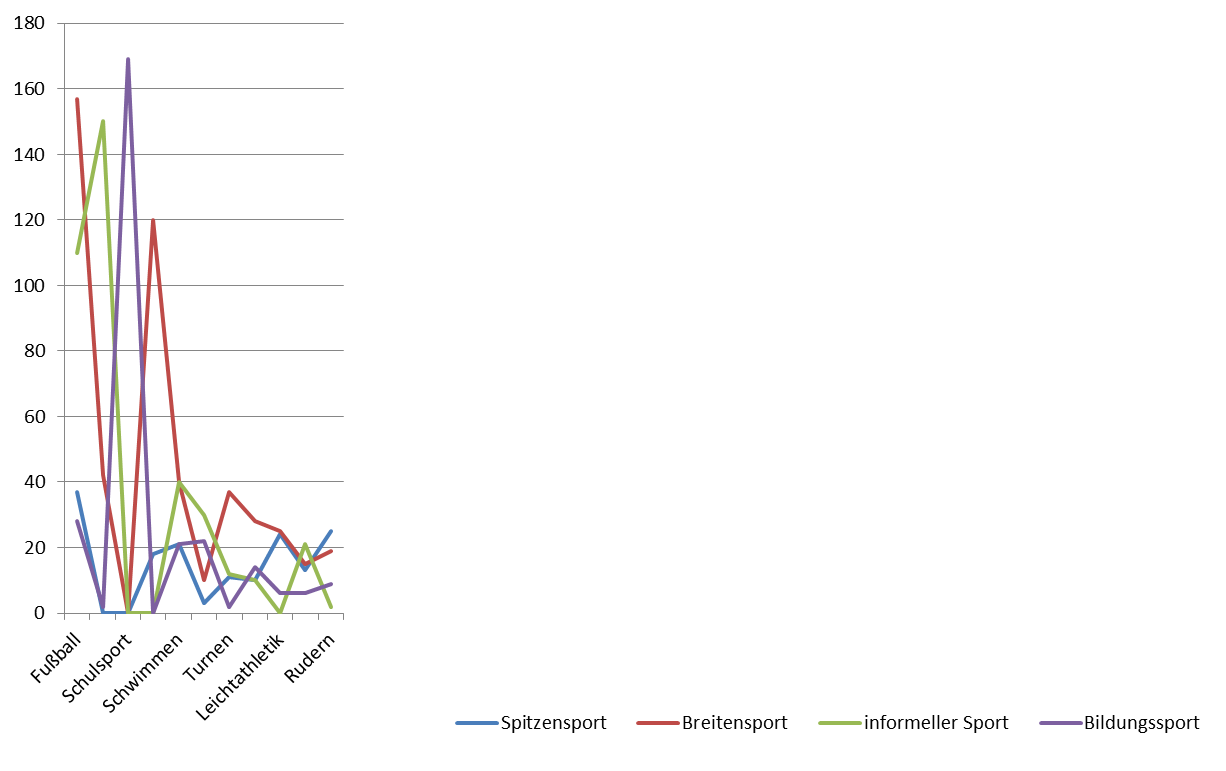 180
160
140
120
100
80
60
40
20
0
Fußball
Schulsport
Schwimmen
Turnen
Leichtathletik
Rudern
Spitzensport Breitensport informeller Sport Bildungssport